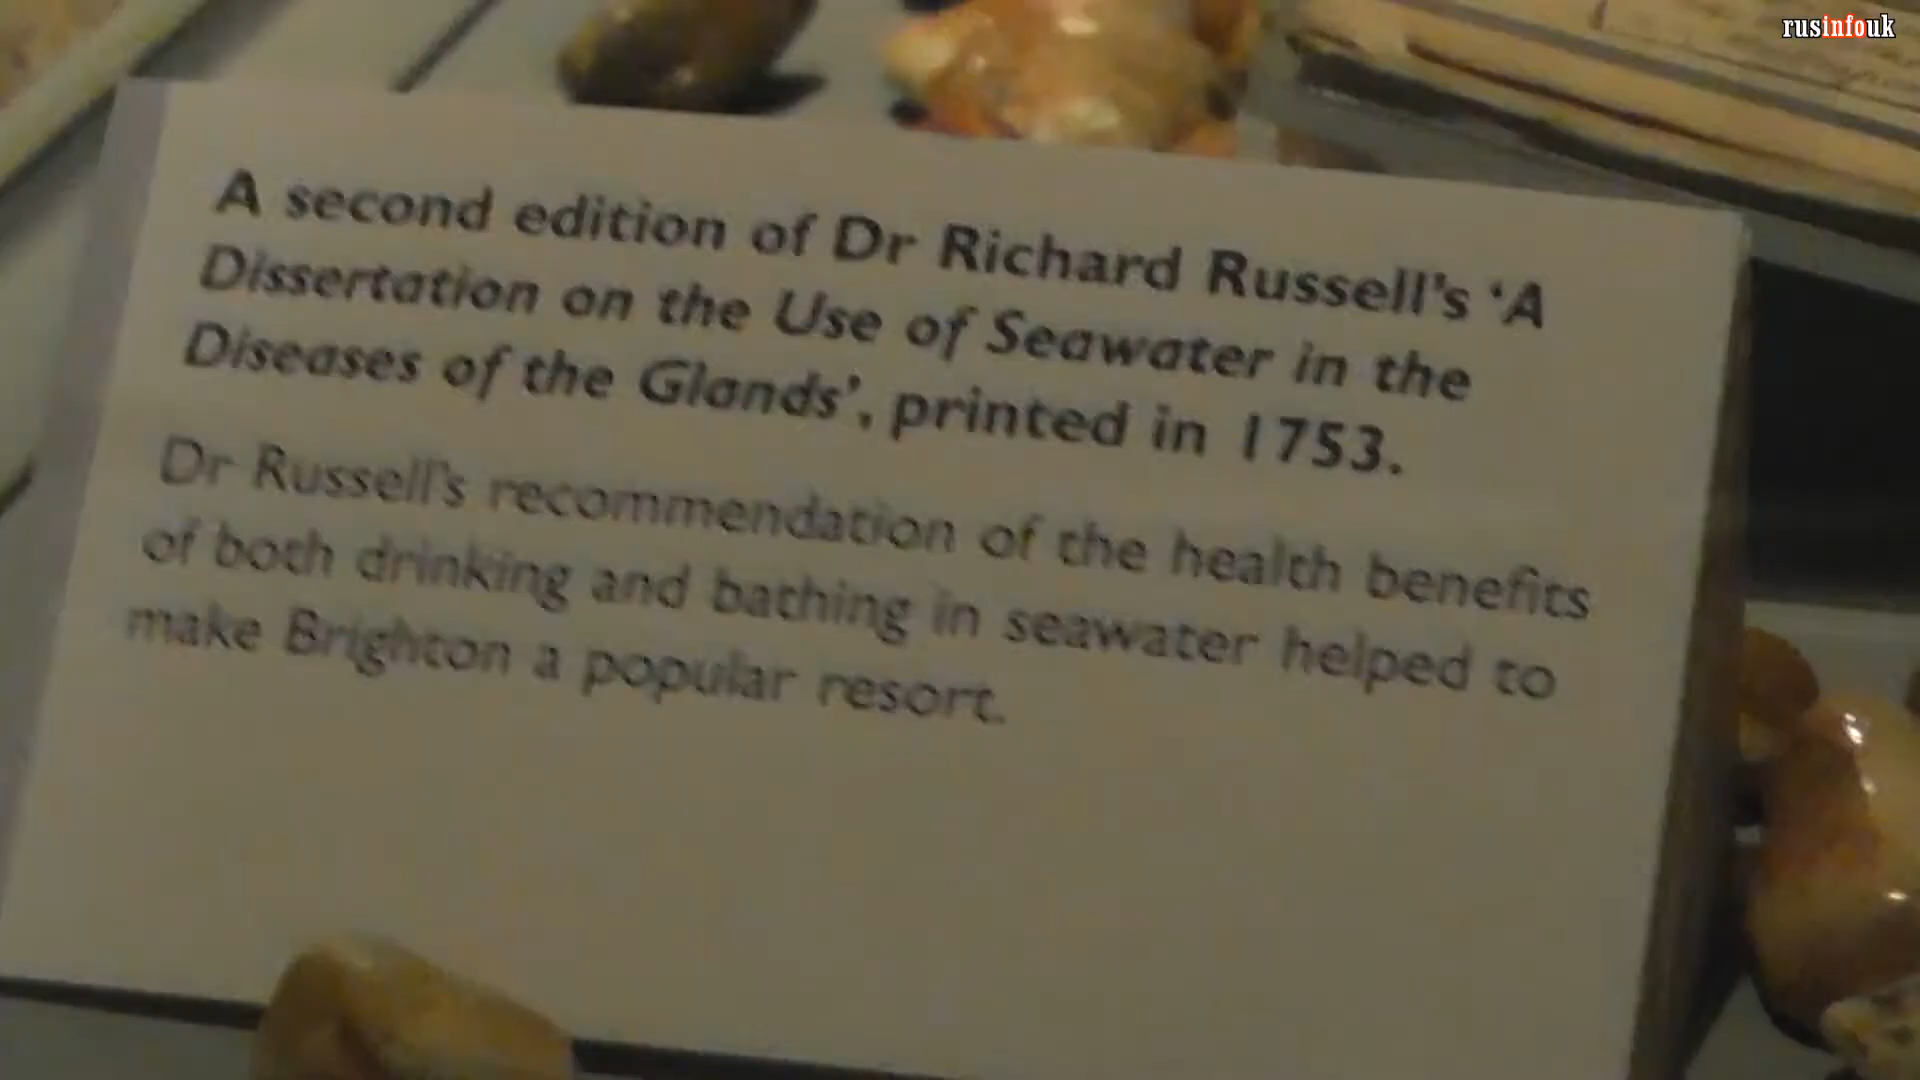 rusinfouk
A second edition of Dr Richard Russell's 'A
Dissertation on the Use of Seawater in the
Diseases of the Glands', printed in 1753.
Dr Russell's recommendation of the health benefits
of both drinking and bathing in seawater helped to
make Brighton a popular resort.